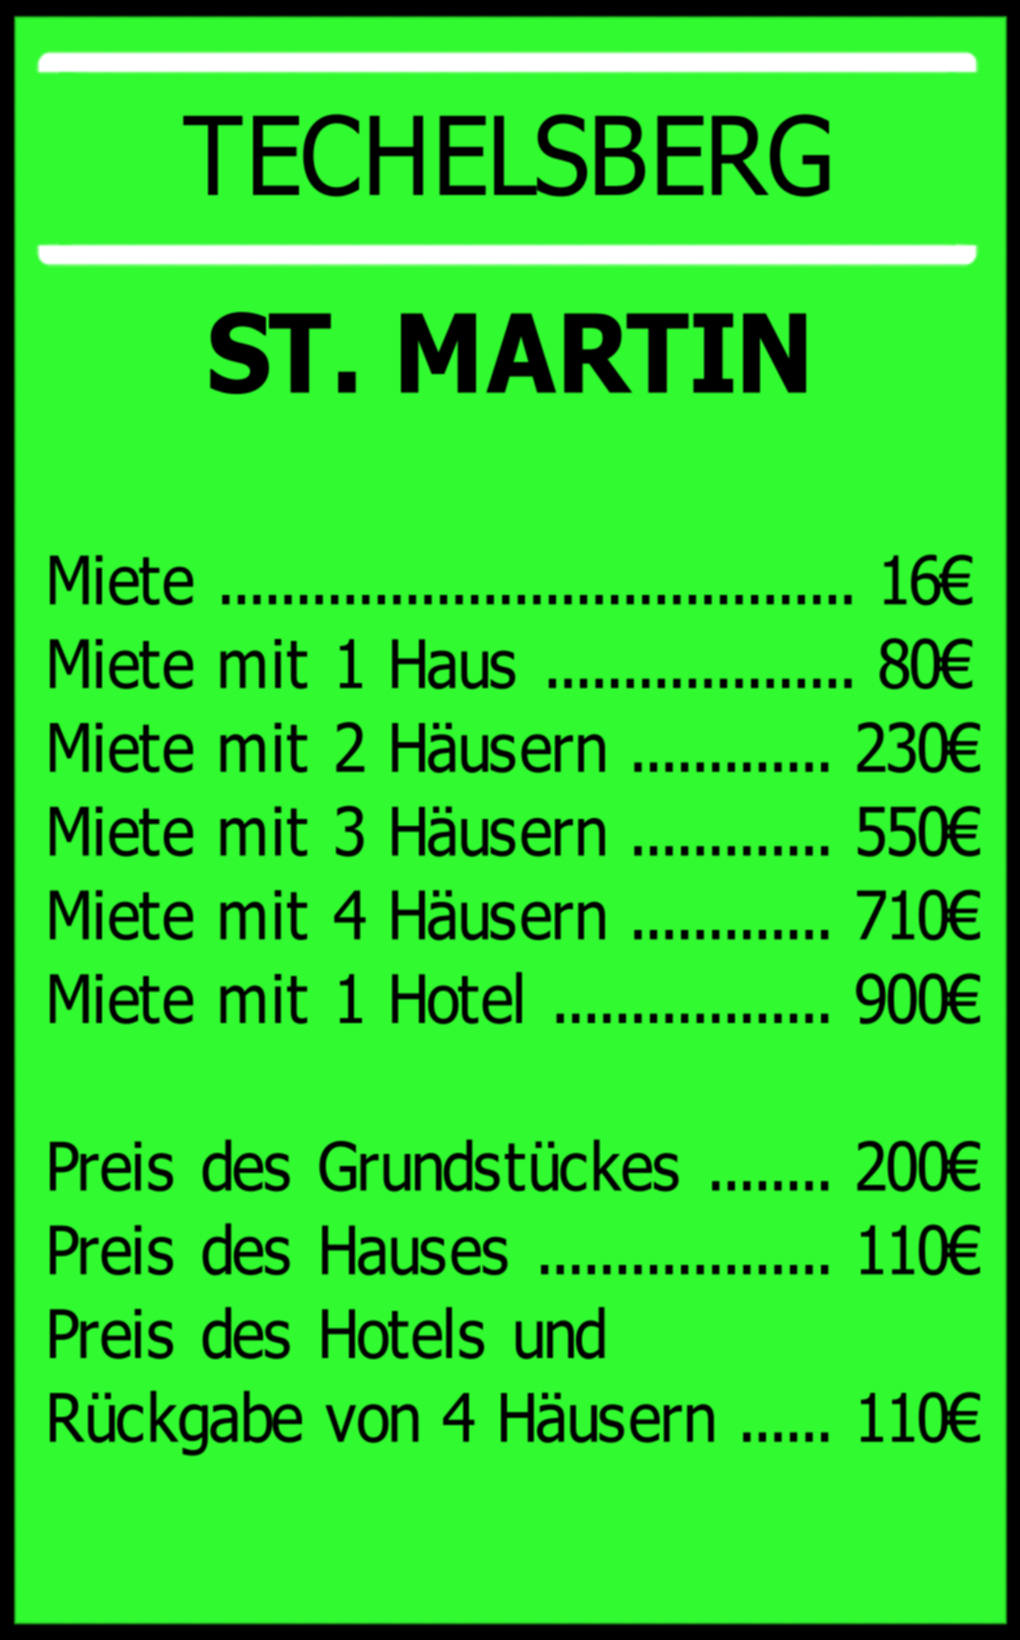 TECHELSBERG
ST. MARTIN
Miete ......................................... 16€
Miete mit 1 Haus .................... 80€
Miete mit 2 Häusern ............. 230€
Miete mit 3 Häusern ............. 550€
Miete mit 4 Häusern ............. 710€
Miete mit 1 Hotel .................. 900€
Preis des Grundstückes ........ 200€
Preis des Hauses ................... 110€
Preis des Hotels und
Rückgabe von 4 Häusern ...... 110€